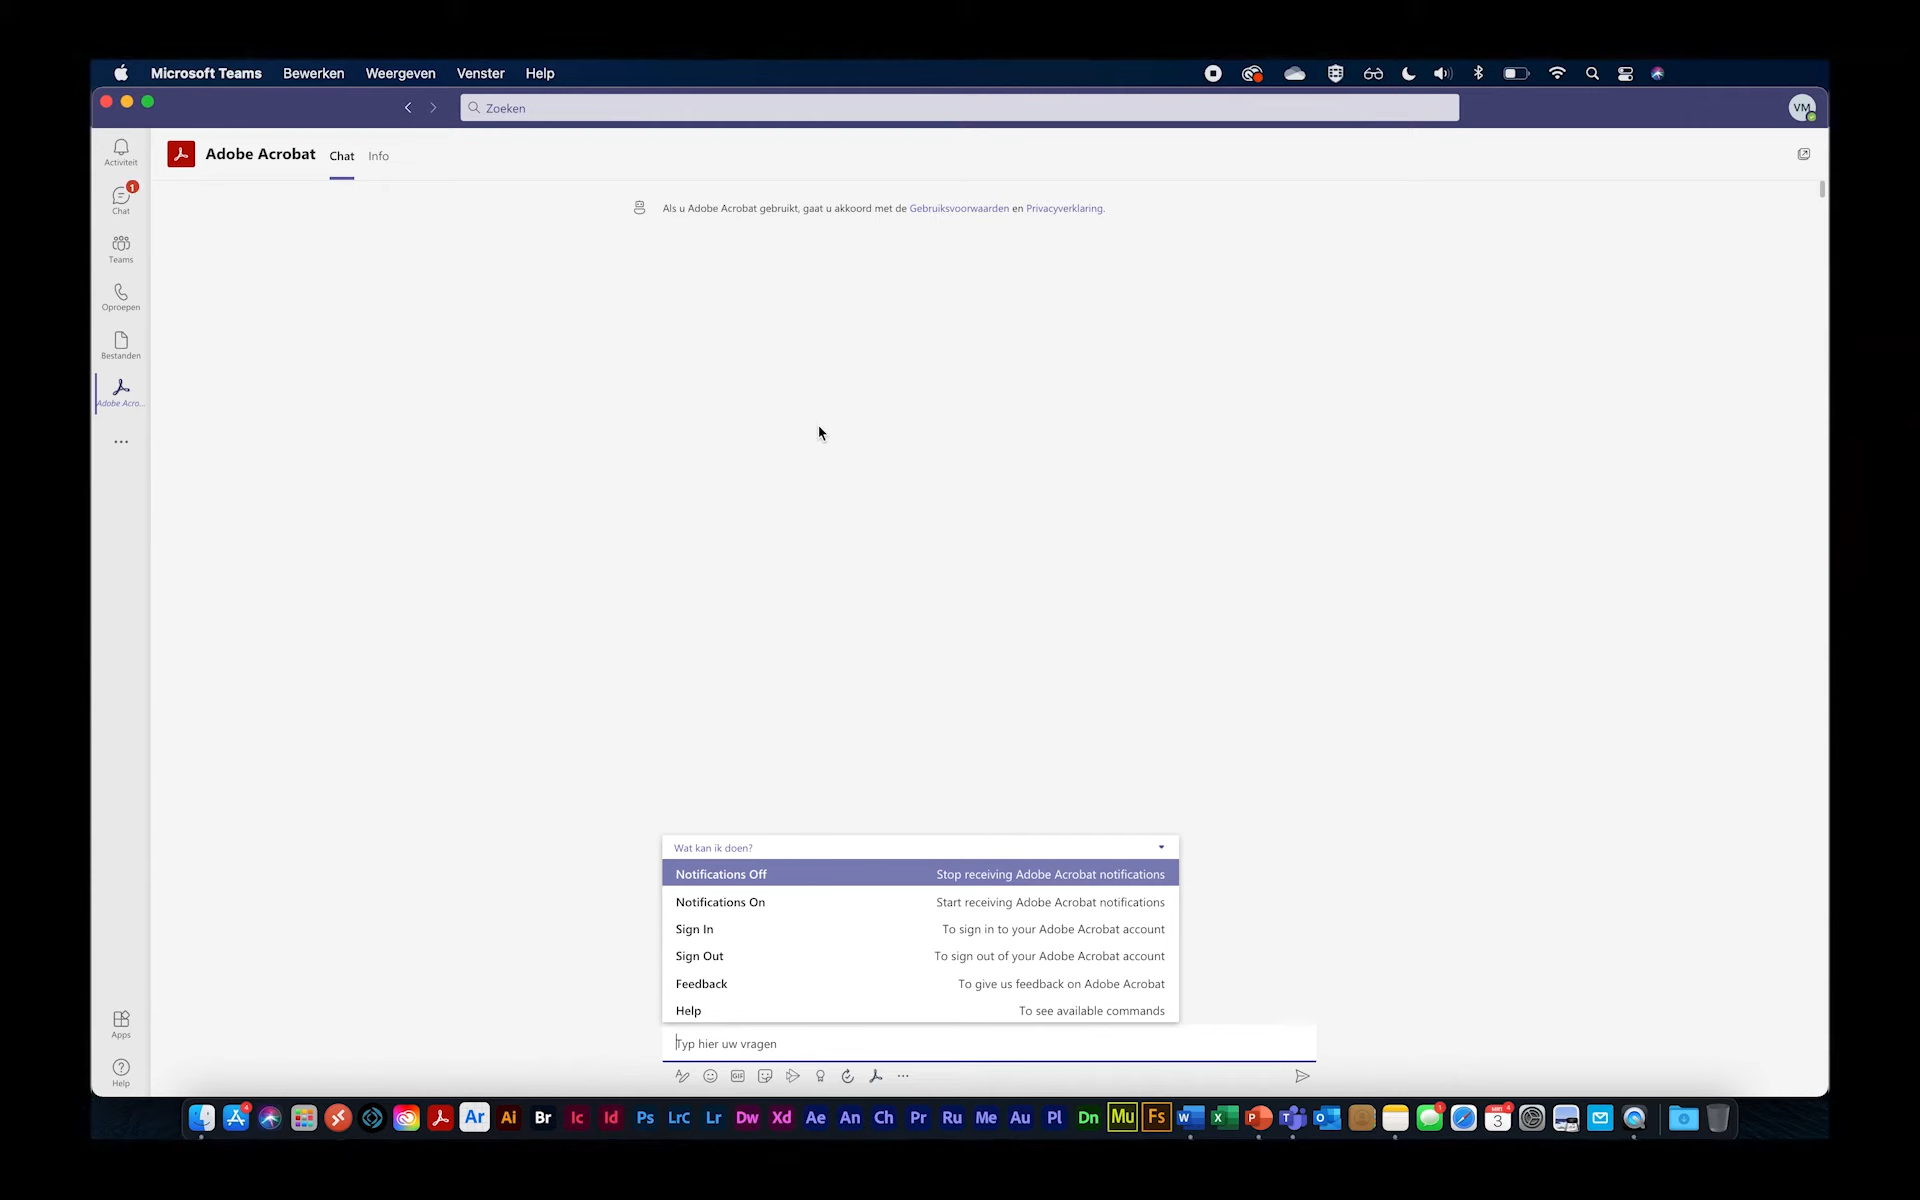 Microsoft Teams Bewerken Weergeven Venster Help
Zoeken
VM
Activiteit
1
Chat
Teams
Oproepen
Bestanden
Adobe Acro...
Apps
Help
Adobe Acrobat Chat Info
Als u Adobe Acrobat gebruikt, gaat u akkoord met de Gebruiksvoorwaarden en Privacyverklaring.
Wat kan ik doen?
Notifications Off Stop receiving Adobe Acrobat notifications
Notifications On Start receiving Adobe Acrobat notifications
Sign In To sign in to your Adobe Acrobat account
Sign Out To sign out of your Adobe Acrobat account
Feedback To give us feedback on Adobe Acrobat
Help To see available commands
Typ hier uw vragen
GIF
Ar Ai Br Ic Id Ps LrC Lr Dw Xd Ae An Ch Pr Ru Me Au Pl Dn Mu Fs W X P T O 1 4 3